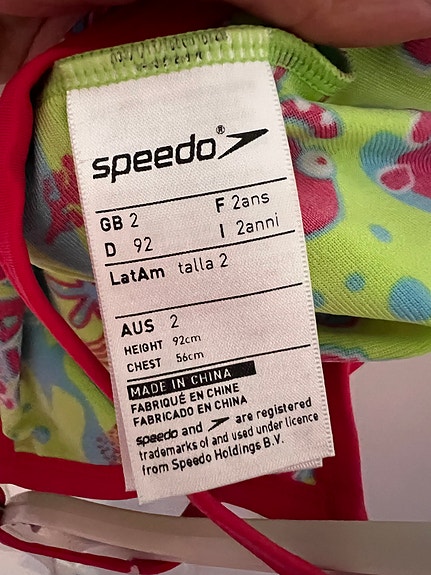 speedo®
GB 2 F 2ans
D 92 I 2anni
LatAm talla 2
AUS 2
HEIGHT 92cm
CHEST 56cm
MADE IN CHINA
FABRIQUÉ EN CHINE
FABRICADO EN CHINA
speedo and are registered
trademarks of and used under licence
from Speedo Holdings B.V.